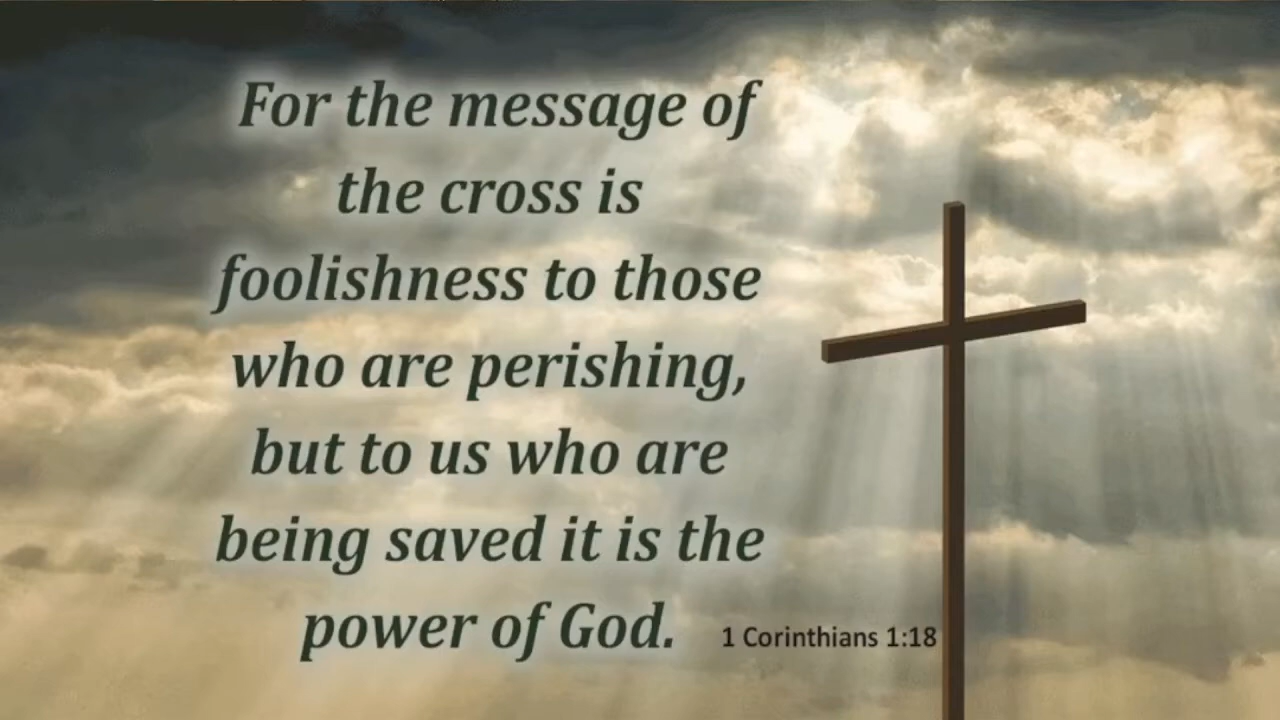 For the message of
the cross is
foolishness to those
who are perishing,
but to us who are
being saved it is the
power of God.
1 Corinthians 1:18